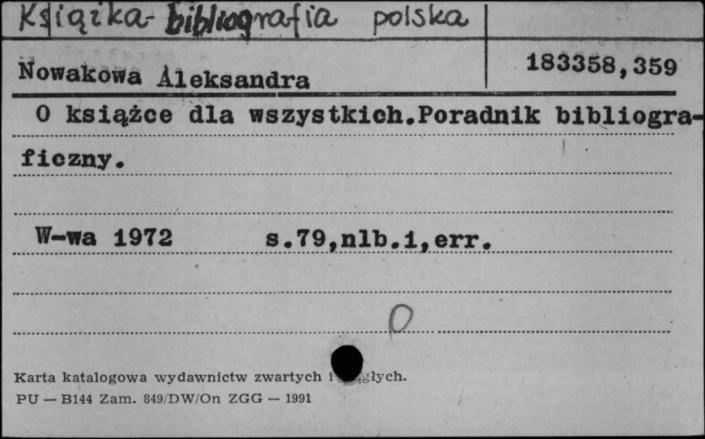 Książka- bibliografia polska
Nowakowa Aleksandra
183358,359
O książce dla wszystkich.Poradnik bibliogra-
ficzny.
W-wa 1972 s.79,nlb.1,err.
O
Karta katalogowa wydawnictw zwartych i
PU — B144 Zam. 849/DW/On ZGG — 1991